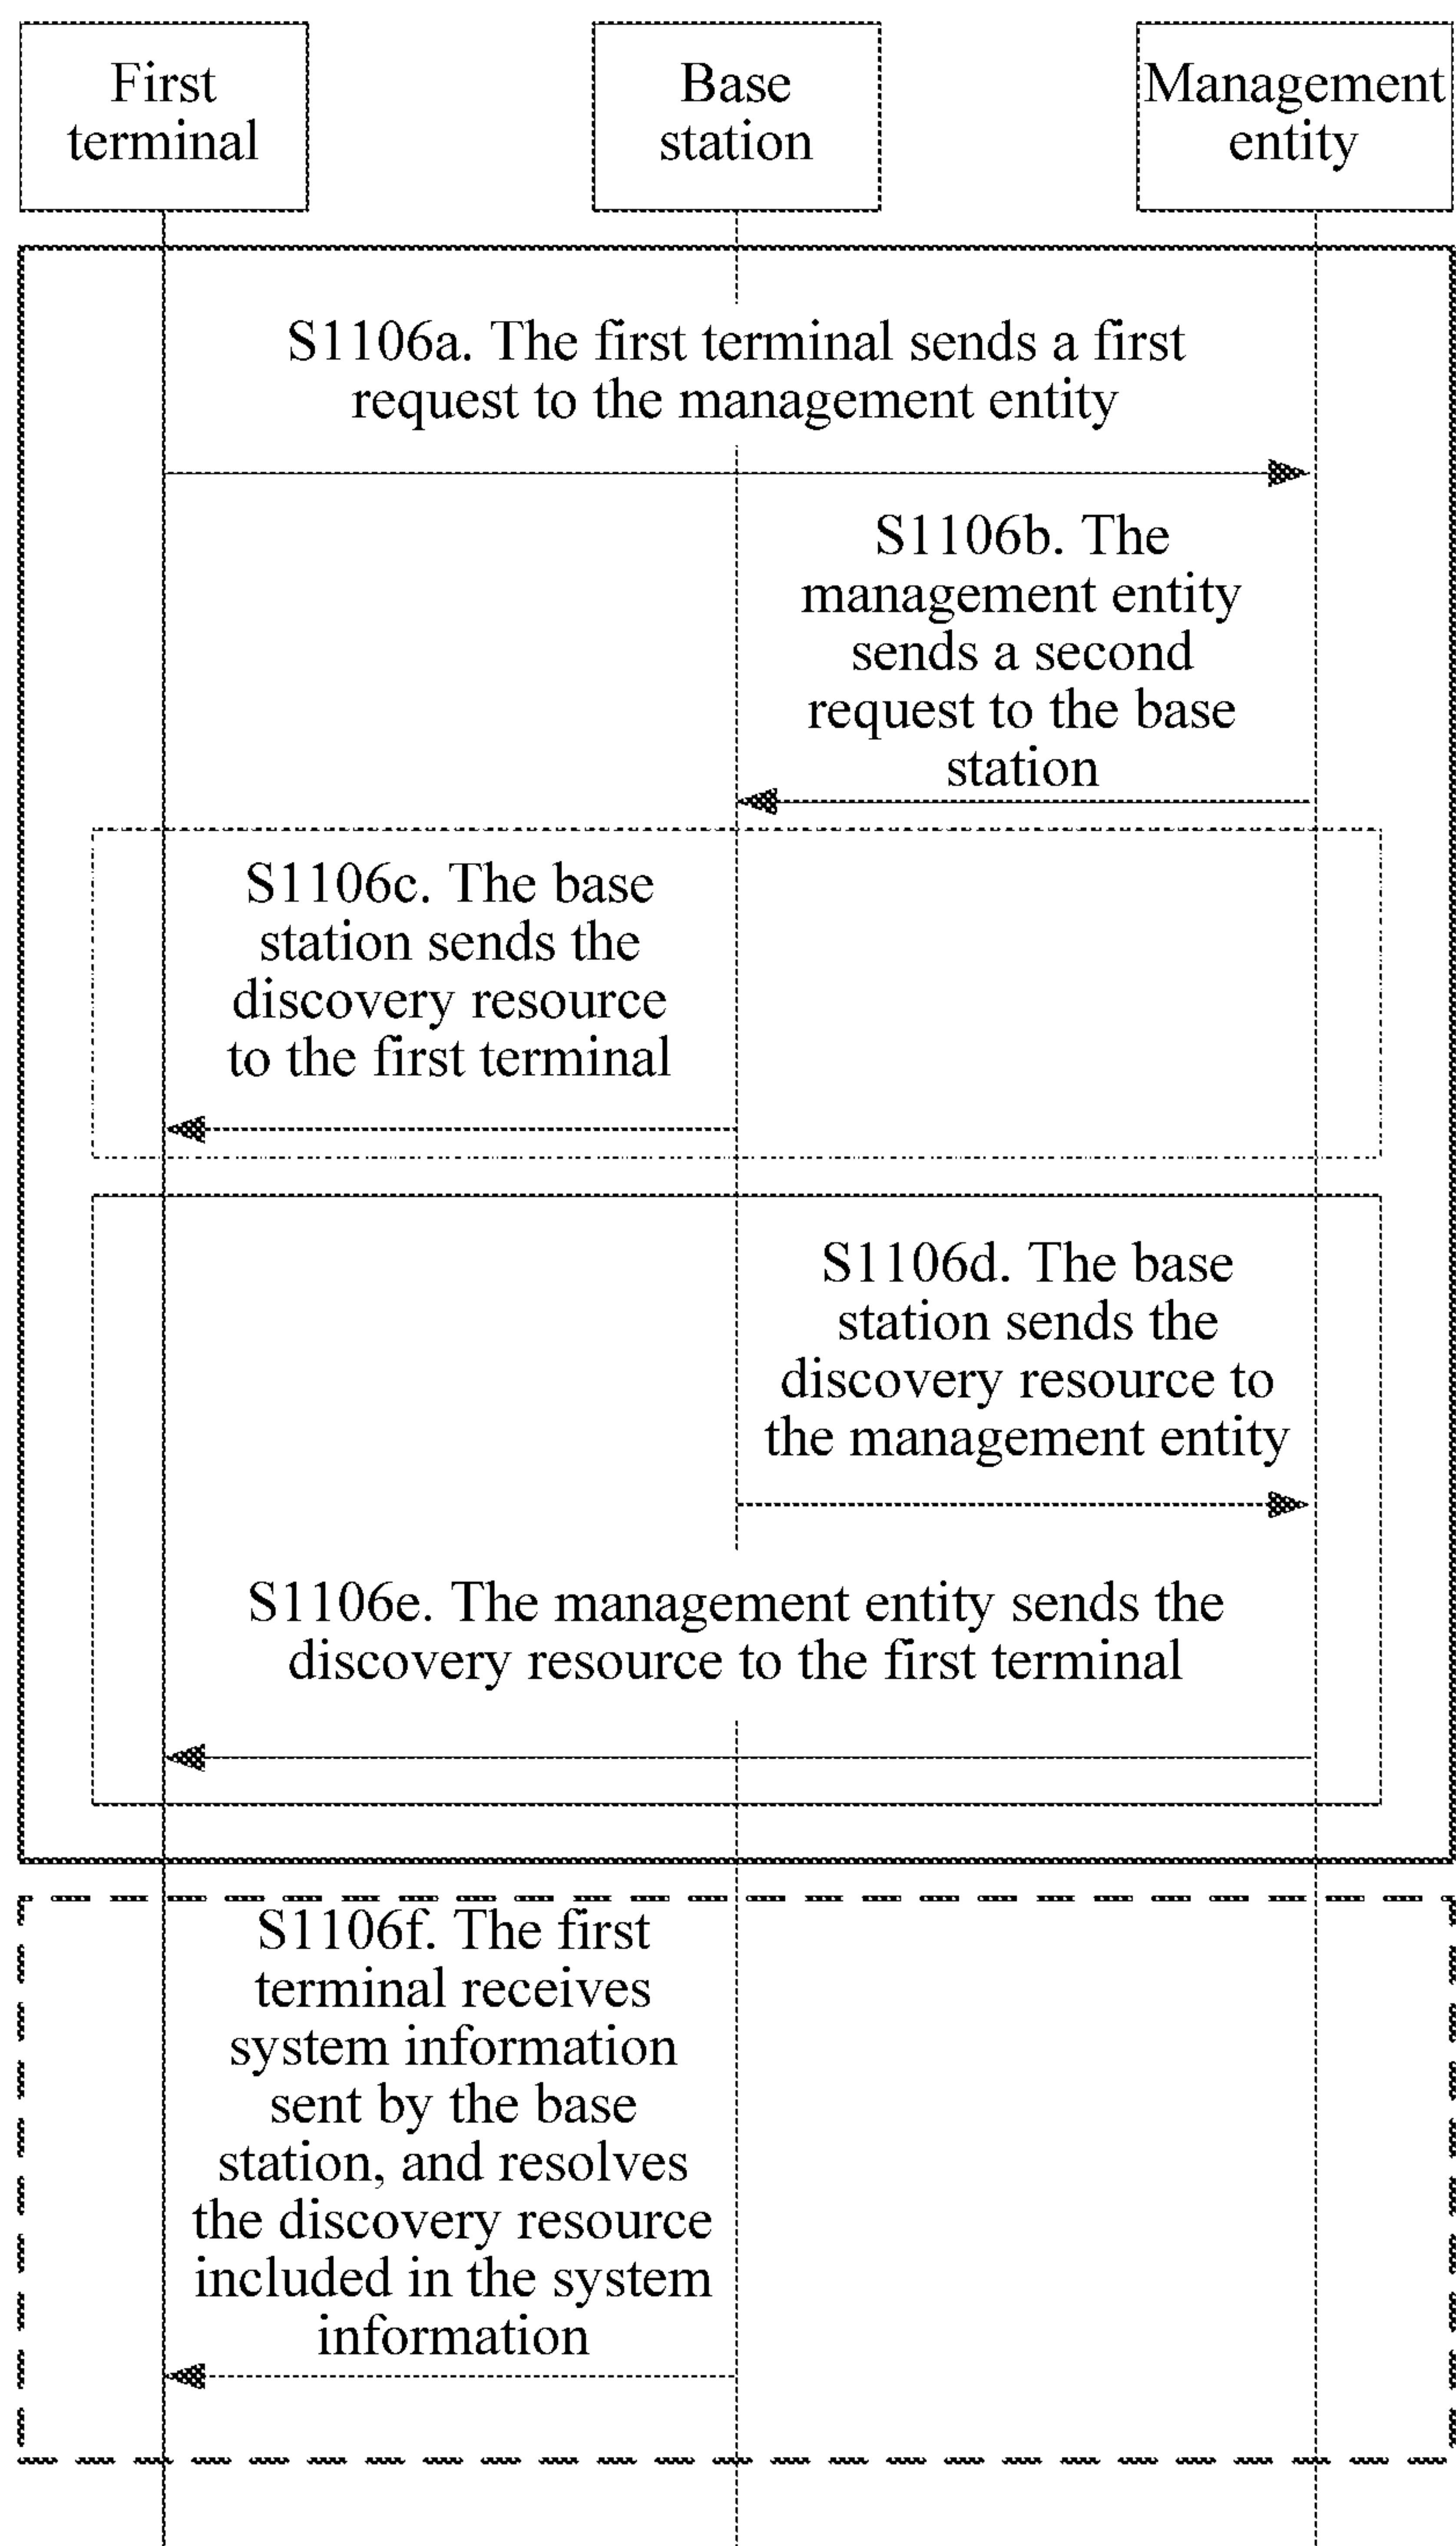 First
terminal
Base
station
Management
entity
S1106a. The first terminal sends a first
request to the management entity
S1106b. The
management entity
sends a second
request to the base
station
S1106c. The base
station sends the
discovery resource
to the first terminal
S1106d. The base
station sends the
discovery resource to
the management entity
S1106e. The management entity sends the
discovery resource to the first terminal
S1106f. The first
terminal receives
system information
sent by the base
station, and resolves
the discovery resource
included in the system
information